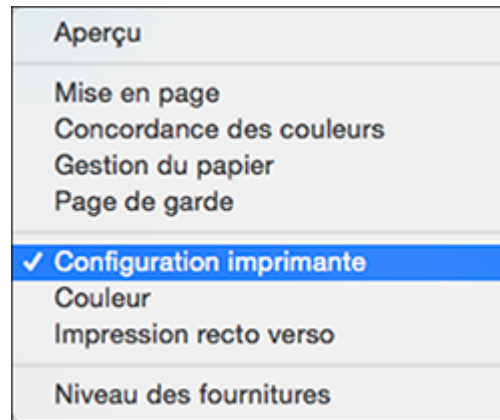 Aperçu
Mise en page
Concordance des couleurs
Gestion du papier
Page de garde
✓ Configuration imprimante
Couleur
Impression recto verso
Niveau des fournitures